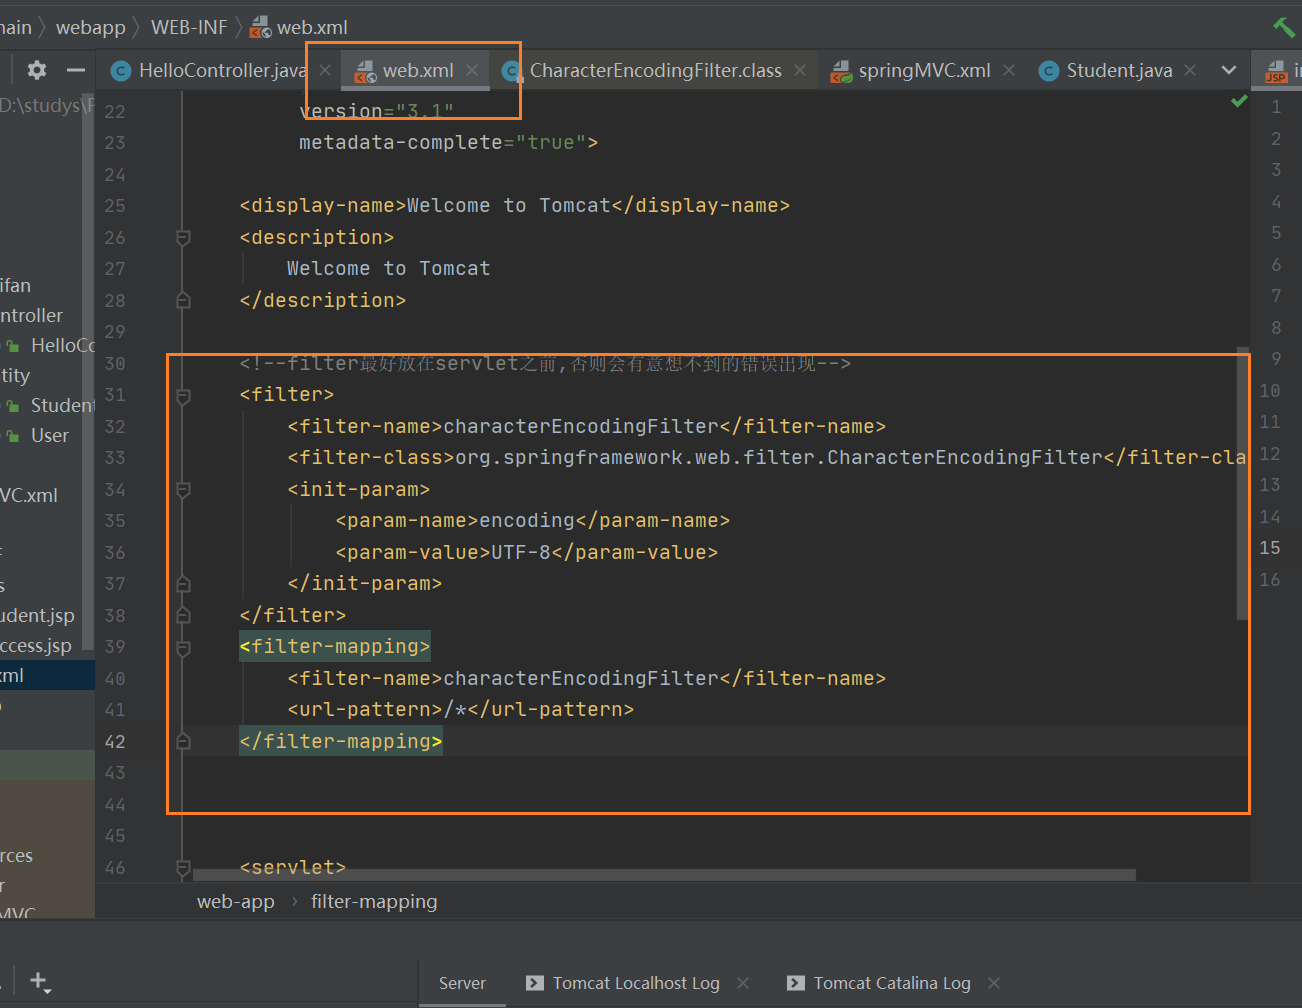 webapp WEB-INF web.xml
HelloController.java web.xml CharacterEncodingFilter.class springMVC.xml Student.java
D:\studys\
22 version="3.1"
23 metadata-complete="true">
24
25 <display-name>Welcome to Tomcat</display-name>
26 <description>
27 Welcome to Tomcat
28 </description>
29
30 <!--filter最好放在servlet之前,否则会有意想不到的错误出现-->
31 <filter>
32 <filter-name>characterEncodingFilter</filter-name>
33 <filter-class>org.springframework.web.filter.CharacterEncodingFilter</filter-cla
34 <init-param>
35 <param-name>encoding</param-name>
36 <param-value>UTF-8</param-value>
37 </init-param>
38 </filter>
39 <filter-mapping>
40 <filter-name>characterEncodingFilter</filter-name>
41 <url-pattern>/*</url-pattern>
42 </filter-mapping>
43
44
45
46 <servlet>
ifan
ntroller
HelloCo
tity
Student
User
VC.xml
udent.jsp
ccess.jsp
xml
rces
r
MVC
1
2
3
4
5
6
7
8
9
10
11
12
13
14
15
16
web-app filter-mapping
Server Tomcat Localhost Log Tomcat Catalina Log